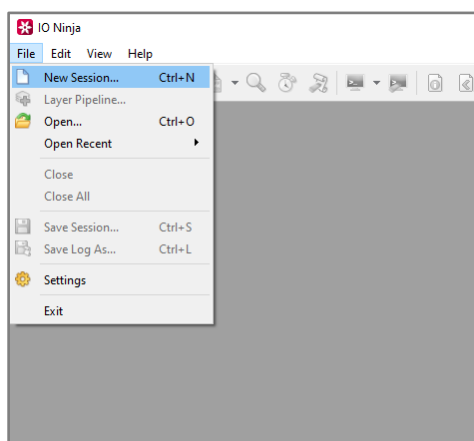 IO Ninja
File Edit View Help
New Session... Ctrl+N
Layer Pipeline...
Open... Ctrl+O
Open Recent
Close
Close All
Save Session... Ctrl+S
Save Log As... Ctrl+L
Settings
Exit